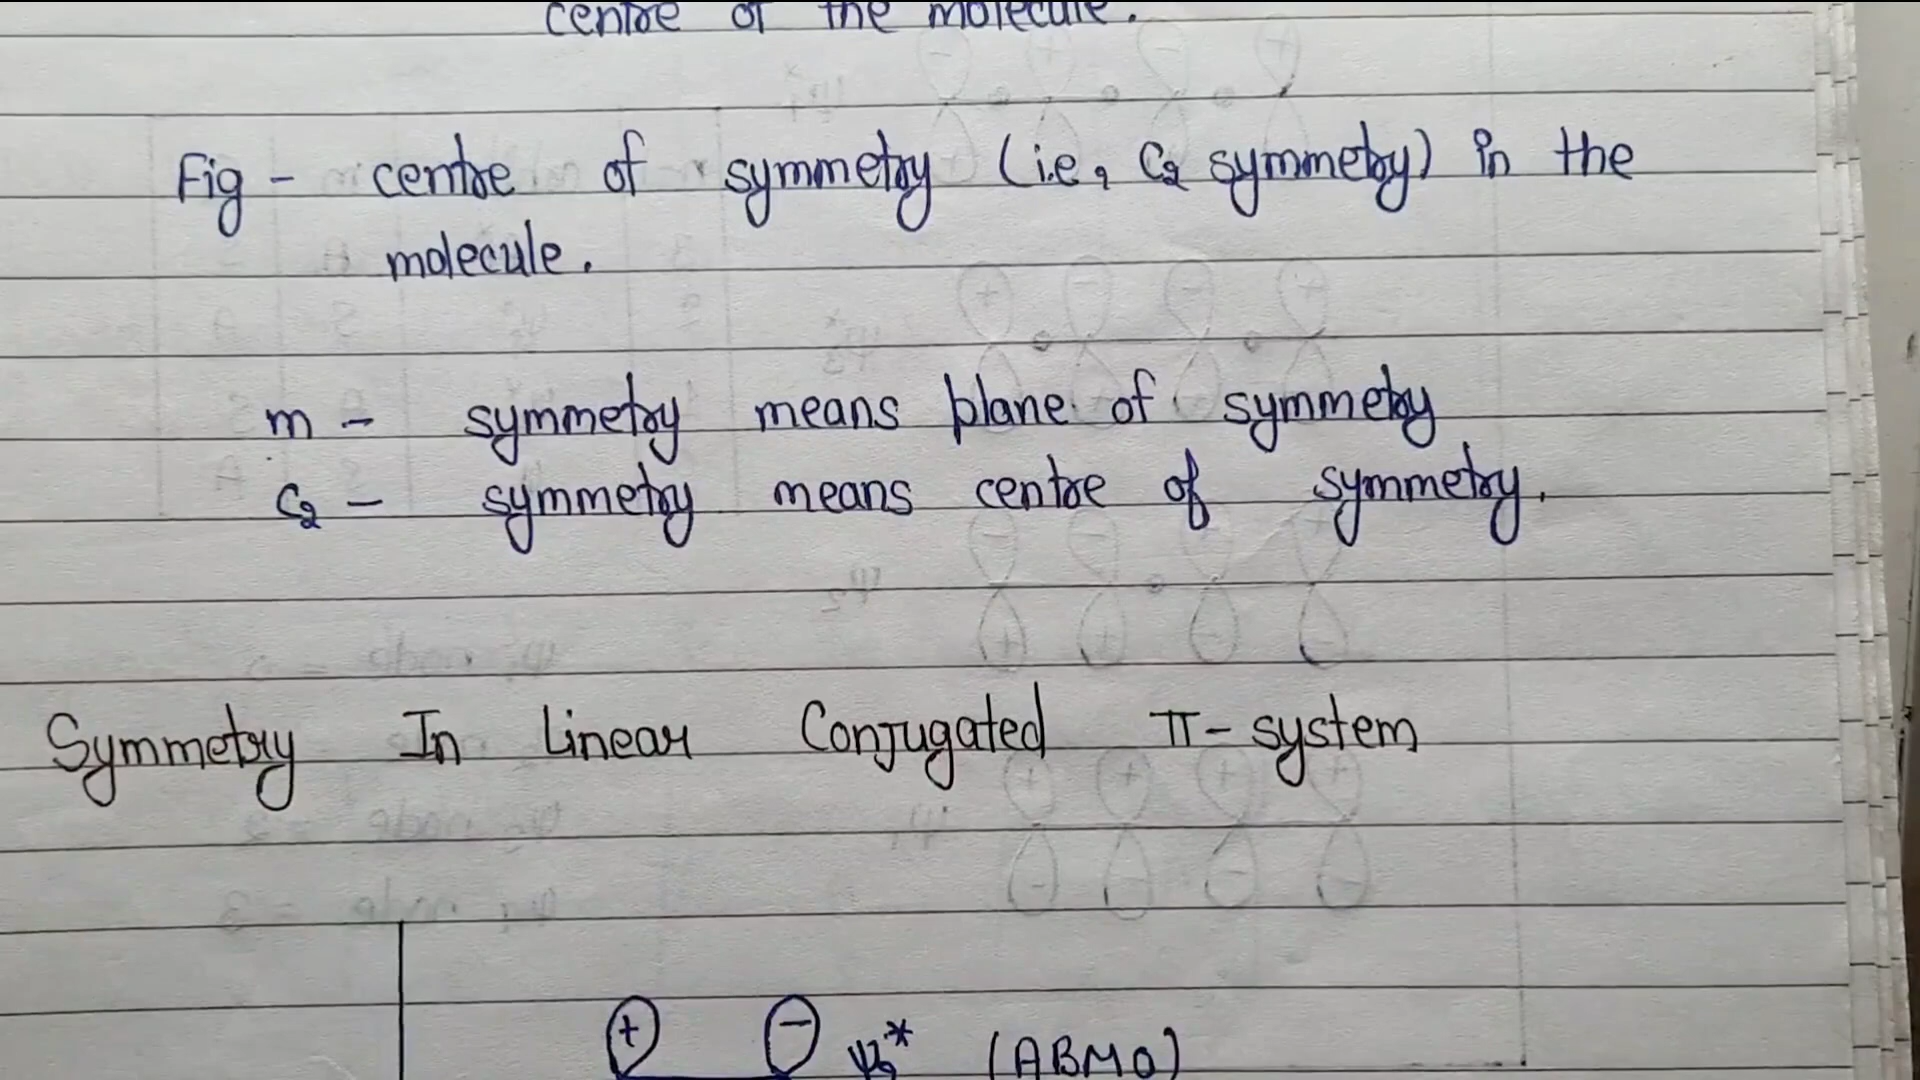 centre of the molecule.
Fig - centre of symmetry (i.e, C2 symmetry) in the
molecule.
m - symmetry means plane of symmetry
C2 - symmetry means centre of symmetry.
Symmetry In Linear Conjugated π-system
+ - ψ2* (ABMO)